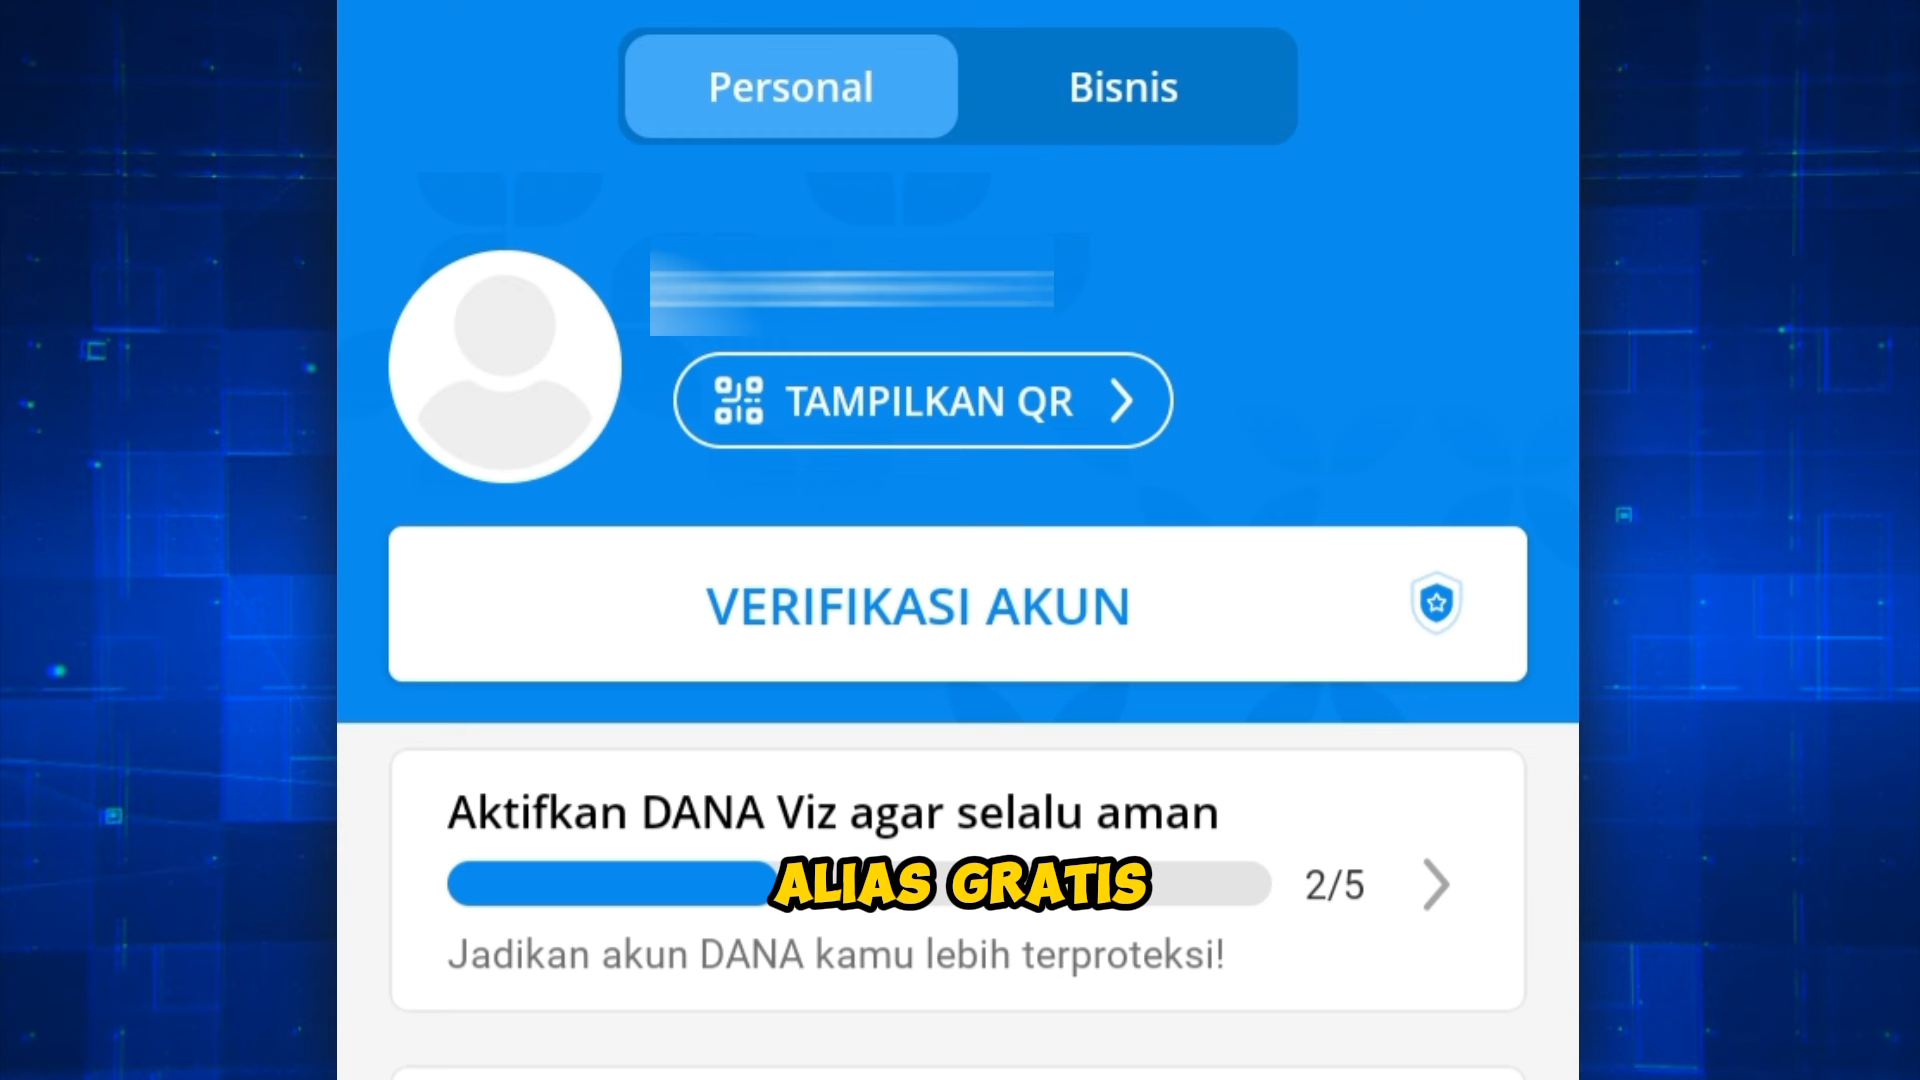 Personal
Bisnis
TAMPILKAN QR
VERIFIKASI AKUN
Aktifkan DANA Viz agar selalu aman
ALIAS GRATIS
2/5
Jadikan akun DANA kamu lebih terproteksi!